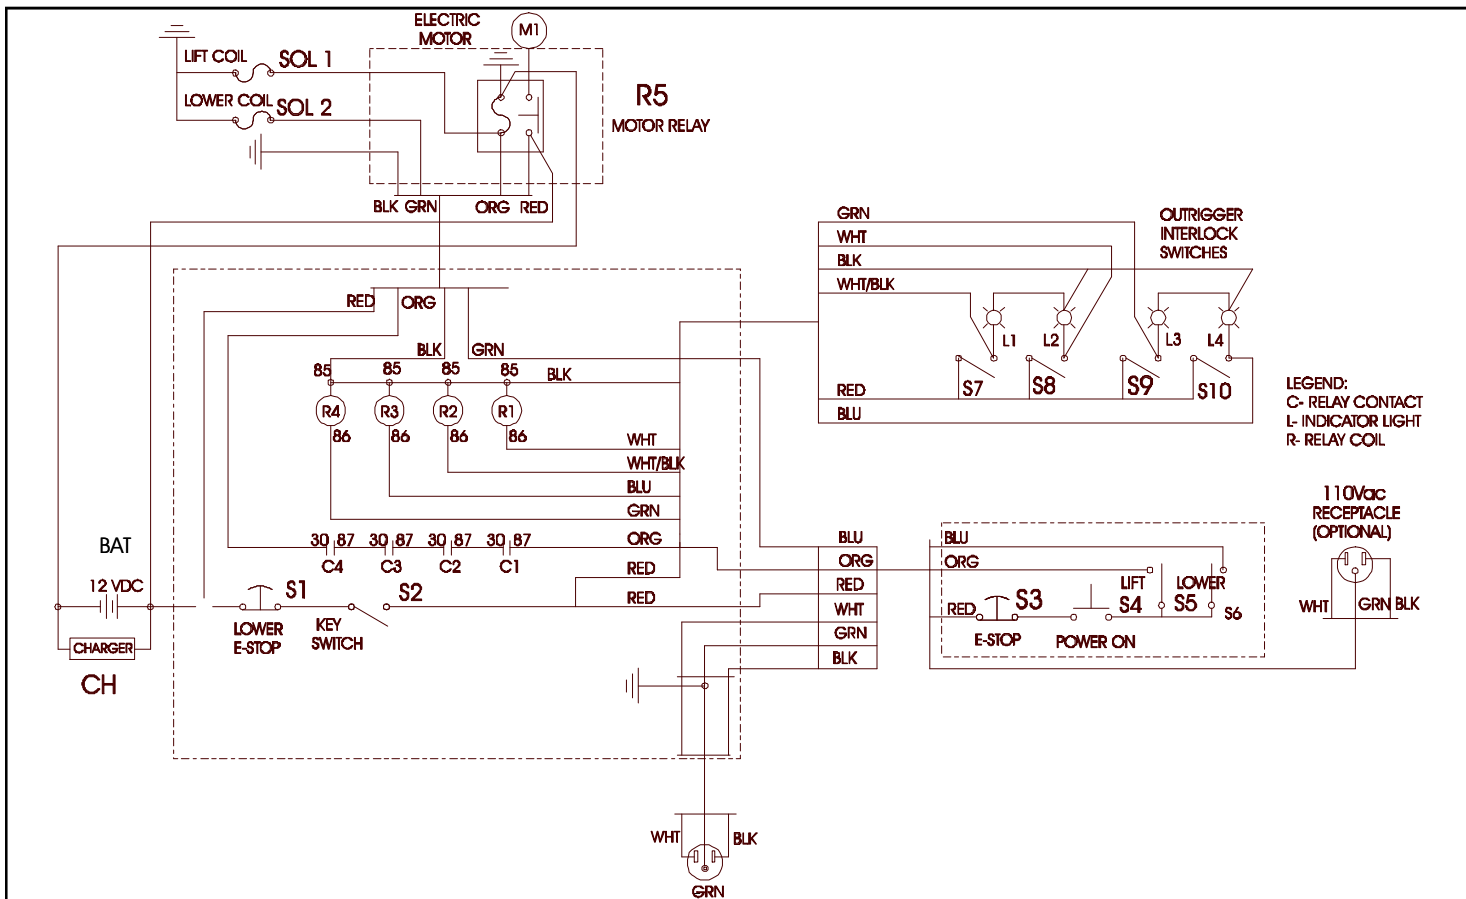 ELECTRIC
MOTOR
M1
LIFT COIL
SOL 1
LOWER COIL
SOL 2
R5
MOTOR RELAY
BLK GRN ORG RED
GRN
WHT
BLK
WHT/BLK
OUTRIGGER
INTERLOCK
SWITCHES
L1 L2 L3 L4
S7 S8 S9 S10
RED
BLU
LEGEND:
C- RELAY CONTACT
L- INDICATOR LIGHT
R- RELAY COIL
RED ORG
BLK GRN
85 85 85 85
BLK
R4 R3 R2 R1
86 86 86 86
WHT
WHT/BLK
BLU
GRN
30 87 30 87 30 87 30 87
ORG
C4 C3 C2 C1
RED
RED
BAT
12 VDC
CHARGER
CH
S1
LOWER
E-STOP
S2
KEY
SWITCH
BLU
ORG
RED
WHT
GRN
BLK
BLU
ORG
RED
S3
E-STOP
LIFT
S4
POWER ON
LOWER
S5
S6
110Vac
RECEPTACLE
(OPTIONAL)
WHT GRN BLK
WHT BLK
GRN